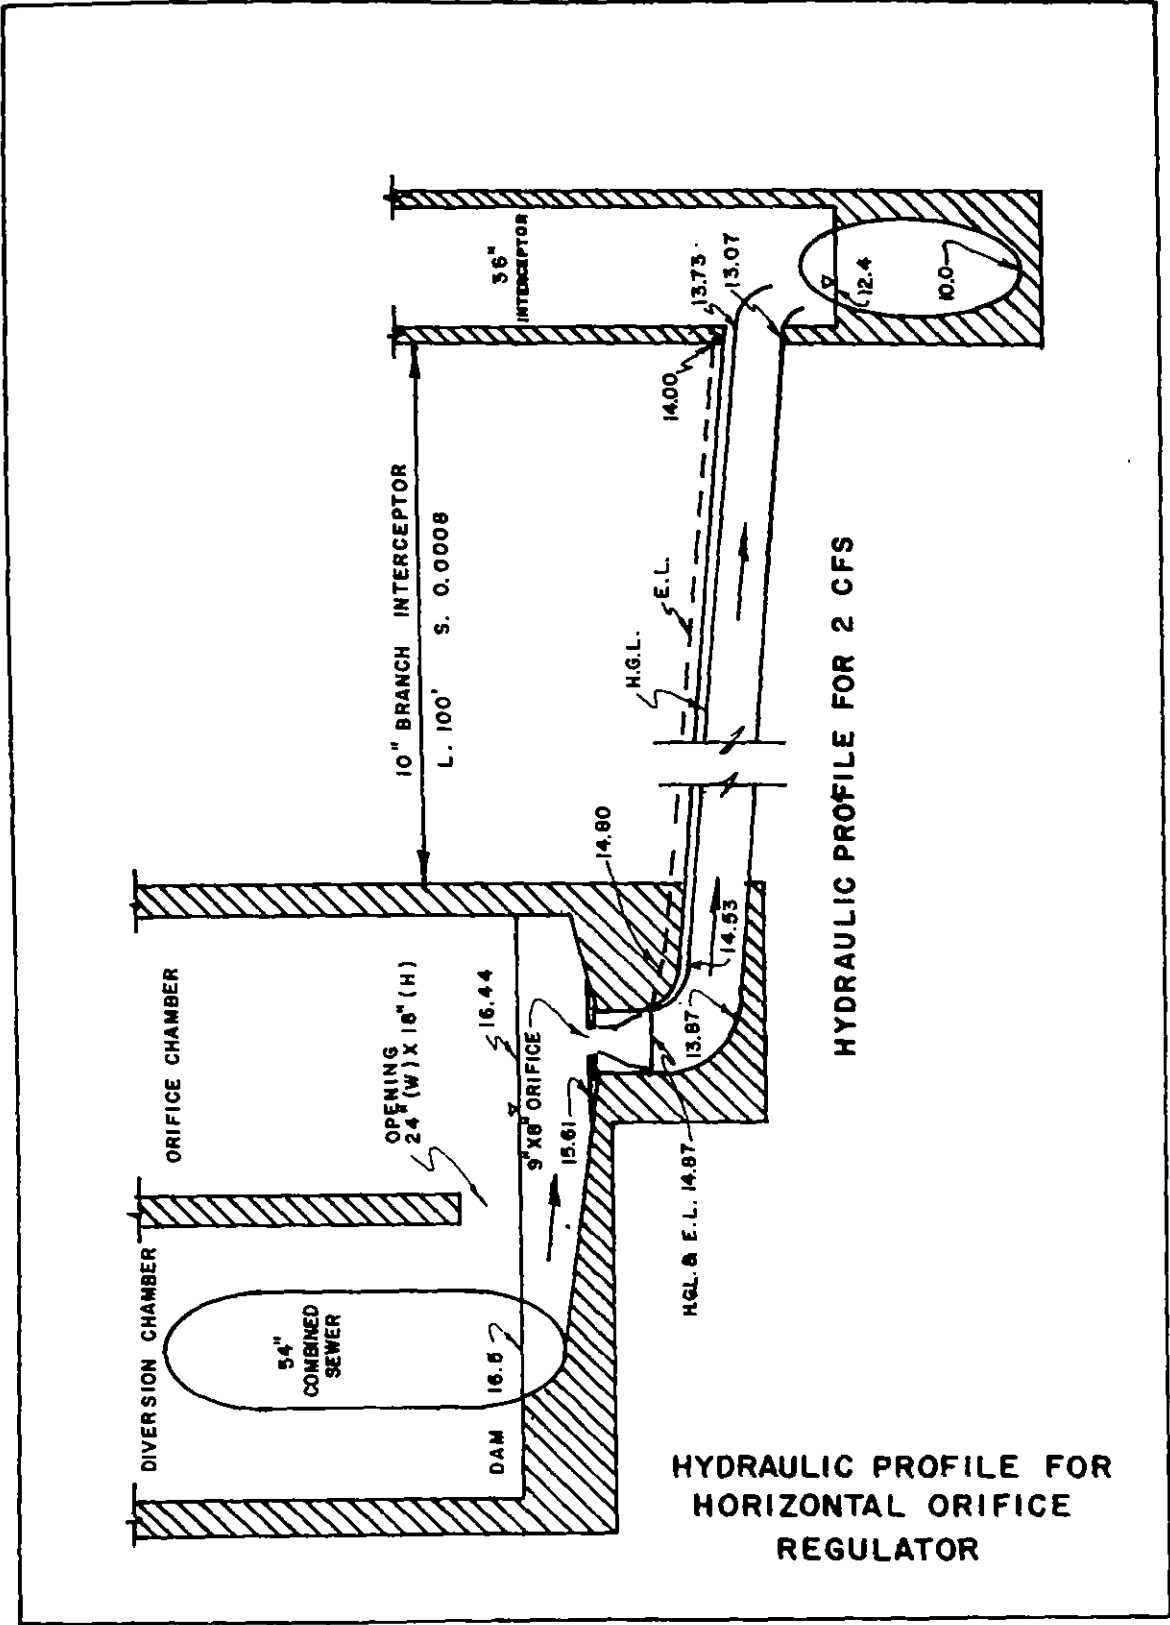 DIVERSION CHAMBER
ORIFICE CHAMBER
54"
COMBINED
SEWER
OPENING
24"(W) X 18"(H)
DAM
16.5
16.44
9"X8" ORIFICE
15.61
HGL. & E.L. 14.87
13.87
14.53
14.80
10" BRANCH INTERCEPTOR
L. 100' S. 0.0008
H.G.L.
E.L.
14.00
36"
INTERCEPTOR
13.73
13.07
12.4
10.0
HYDRAULIC PROFILE FOR 2 CFS
HYDRAULIC PROFILE FOR
HORIZONTAL ORIFICE
REGULATOR